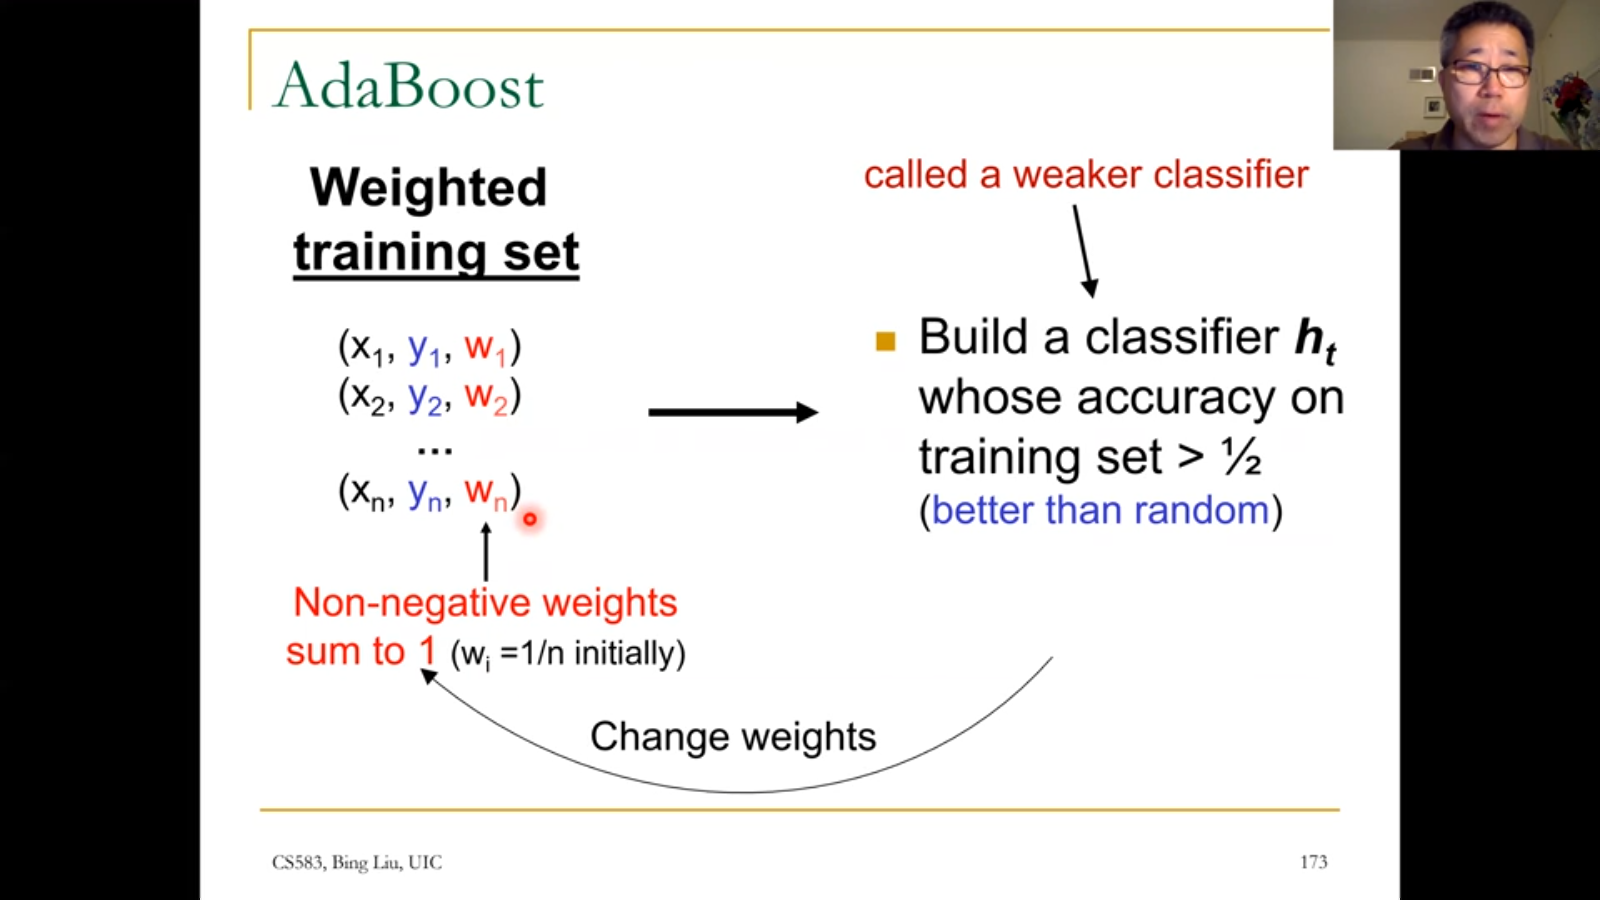 AdaBoost
Weighted
training set
called a weaker classifier
(x₁, y₁, w₁)
(x₂, y₂, w₂)
...
(xₙ, yₙ, wₙ)
Build a classifier hₜ
whose accuracy on
training set > ½
(better than random)
Non-negative weights
sum to 1 (wᵢ =1/n initially)
Change weights
CS583, Bing Liu, UIC
173